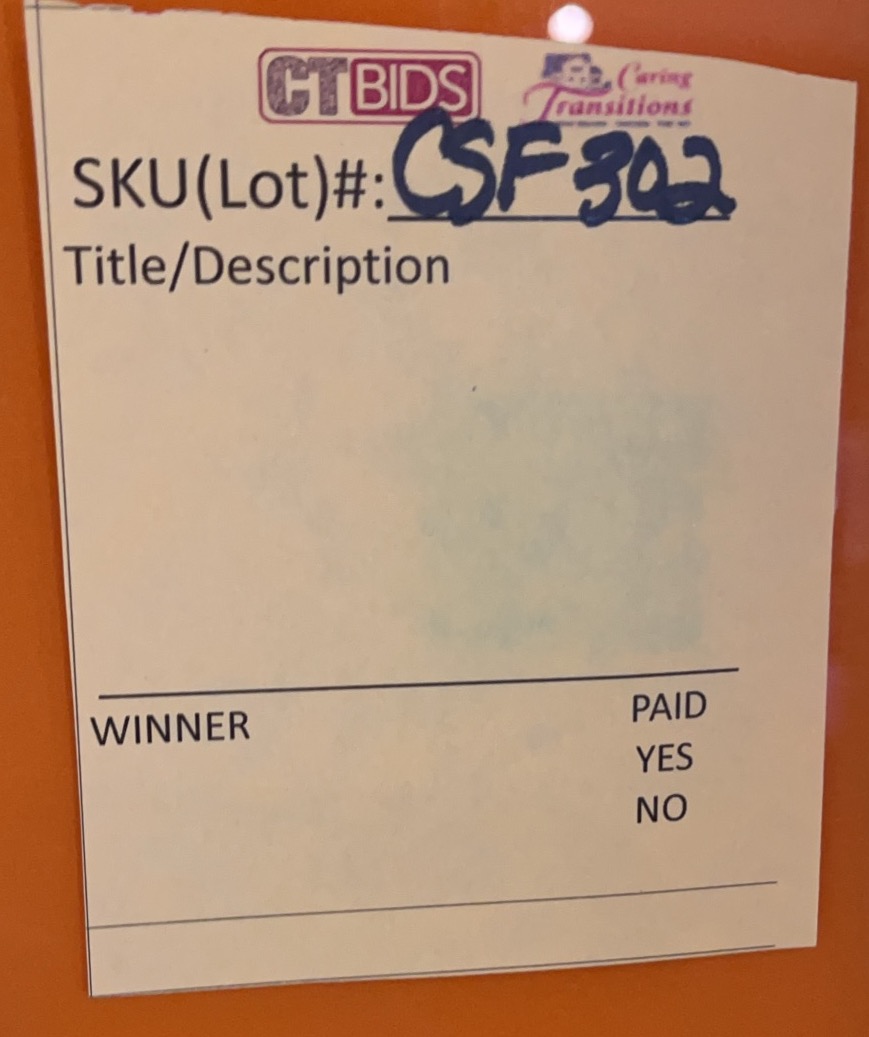 CTBIDS
Caring
Transitions
SKU(Lot)#: CSF302
Title/Description
WINNER
PAID
YES
NO